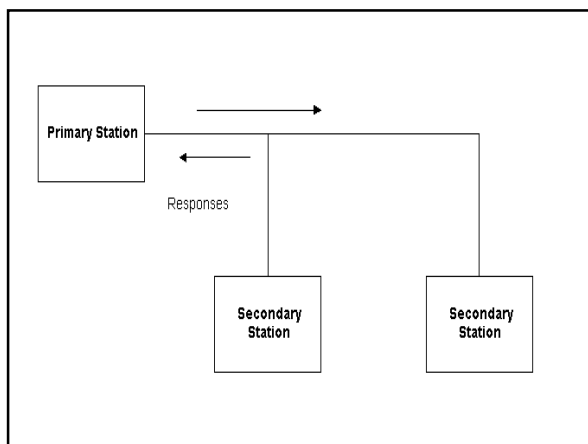 Primary Station
Responses
Secondary
Station
Secondary
Station